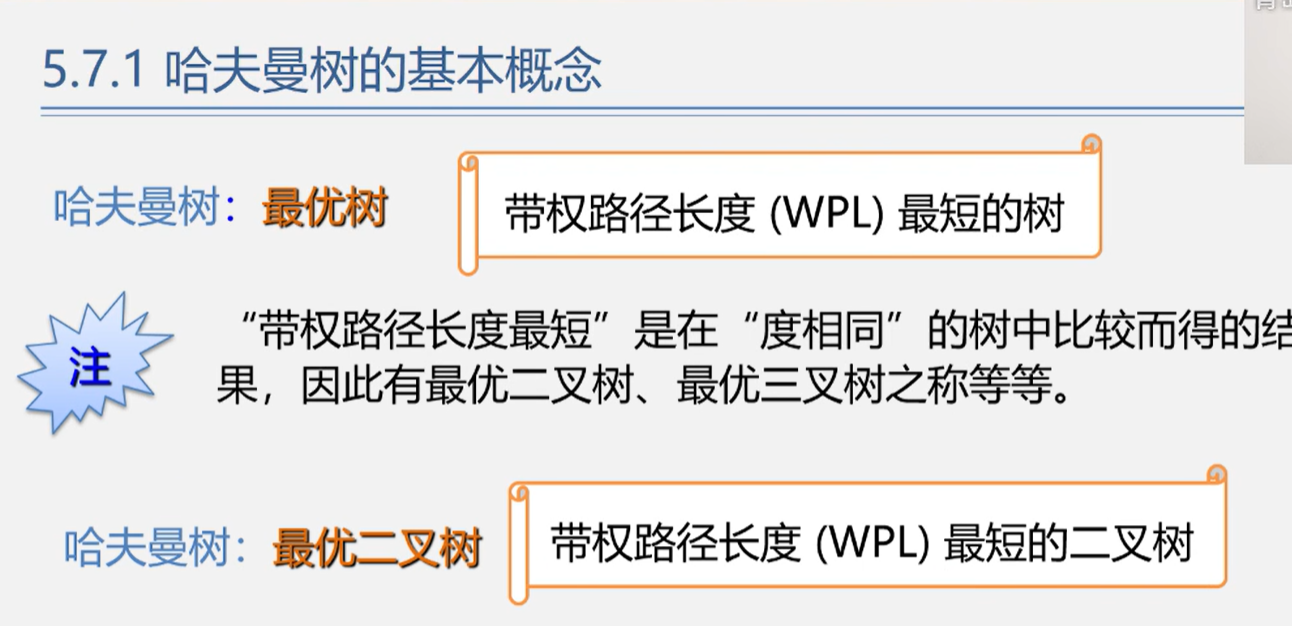 5.7.1 哈夫曼树的基本概念
哈夫曼树：最优树
带权路径长度 (WPL) 最短的树
注
“带权路径长度最短”是在“度相同”的树中比较而得的结
果，因此有最优二叉树、最优三叉树之称等等。
哈夫曼树：最优二叉树
带权路径长度 (WPL) 最短的二叉树